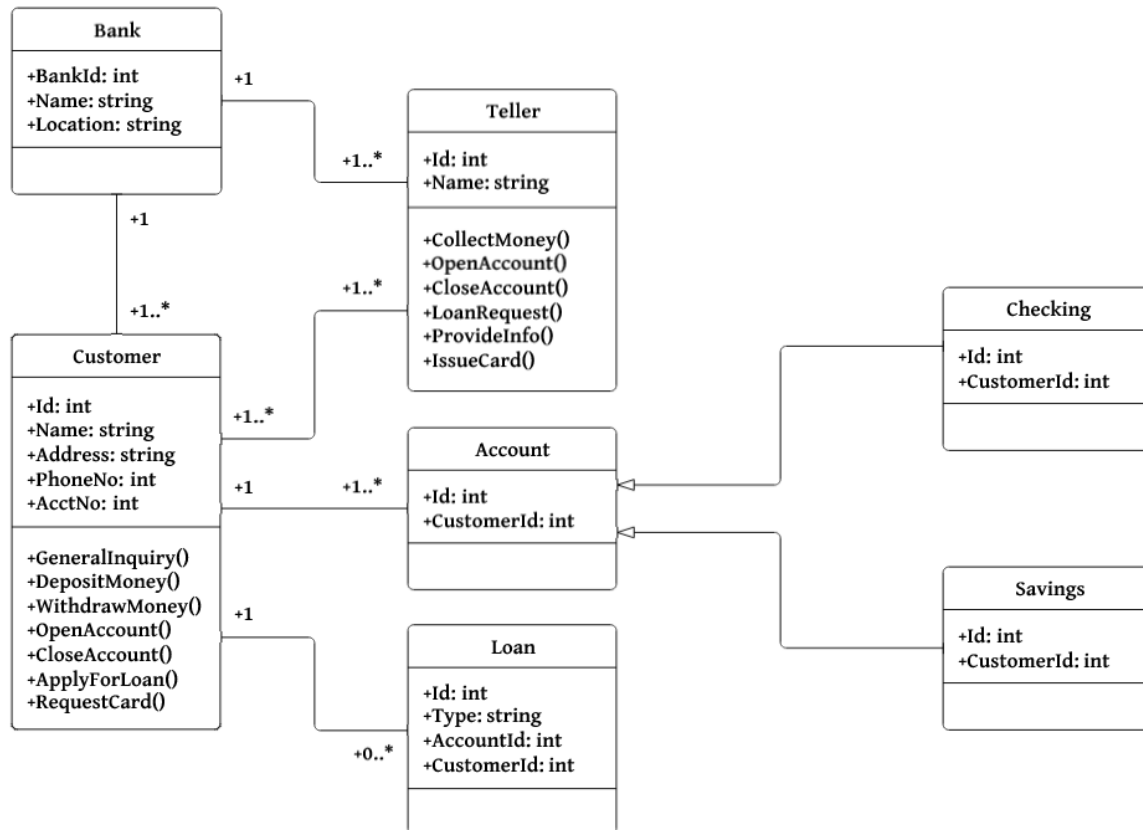 Bank
+BankId: int
+Name: string
+Location: string
+1
+1..*
+1
+1..*
Teller
+Id: int
+Name: string
+CollectMoney()
+OpenAccount()
+CloseAccount()
+LoanRequest()
+ProvideInfo()
+IssueCard()
Customer
+Id: int
+Name: string
+Address: string
+PhoneNo: int
+AcctNo: int
+GeneralInquiry()
+DepositMoney()
+WithdrawMoney()
+OpenAccount()
+CloseAccount()
+ApplyForLoan()
+RequestCard()
+1..*
+1..*
+1
+1..*
+1
+0..*
Account
+Id: int
+CustomerId: int
Loan
+Id: int
+Type: string
+AccountId: int
+CustomerId: int
Checking
+Id: int
+CustomerId: int
Savings
+Id: int
+CustomerId: int